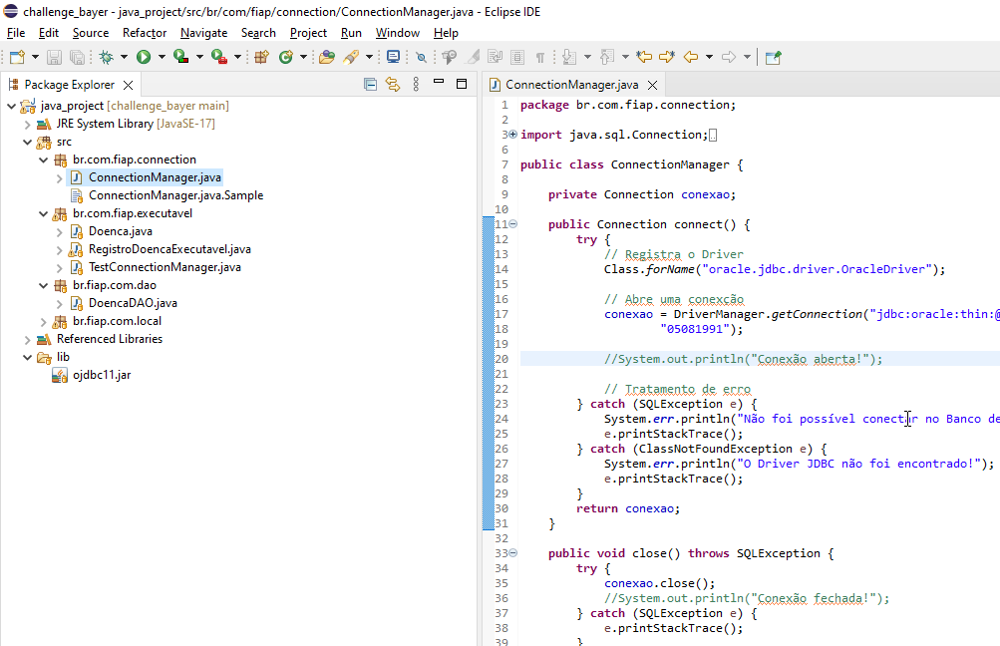 challenge_bayer - java_project/src/br/com/fiap/connection/ConnectionManager.java - Eclipse IDE
File Edit Source Refactor Navigate Search Project Run Window Help
Package Explorer
java_project [challenge_bayer main]
JRE System Library [JavaSE-17]
src
br.com.fiap.connection
ConnectionManager.java
ConnectionManager.java.Sample
br.com.fiap.executavel
Doenca.java
RegistroDoencaExecutavel.java
TestConnectionManager.java
br.fiap.com.dao
DoencaDAO.java
br.fiap.com.local
Referenced Libraries
lib
ojdbc11.jar
ConnectionManager.java
1 package br.com.fiap.connection;
2
3 import java.sql.Connection;
6
7 public class ConnectionManager {
8
9 private Connection conexao;
10
11 public Connection connect() {
12 try {
13 // Registra o Driver
14 Class.forName("oracle.jdbc.driver.OracleDriver");
15
16 // Abre uma conexcão
17 conexao = DriverManager.getConnection("jdbc:oracle:thin:@
18 "05081991");
19
20 //System.out.println("Conexão aberta!");
21
22 // Tratamento de erro
23 } catch (SQLException e) {
24 System.err.println("Não foi possível conectar no Banco de
25 e.printStackTrace();
26 } catch (ClassNotFoundException e) {
27 System.err.println("O Driver JDBC não foi encontrado!");
28 e.printStackTrace();
29 }
30 return conexao;
31 }
32
33 public void close() throws SQLException {
34 try {
35 conexao.close();
36 //System.out.println("Conexão fechada!");
37 } catch (SQLException e) {
38 e.printStackTrace();
39 }